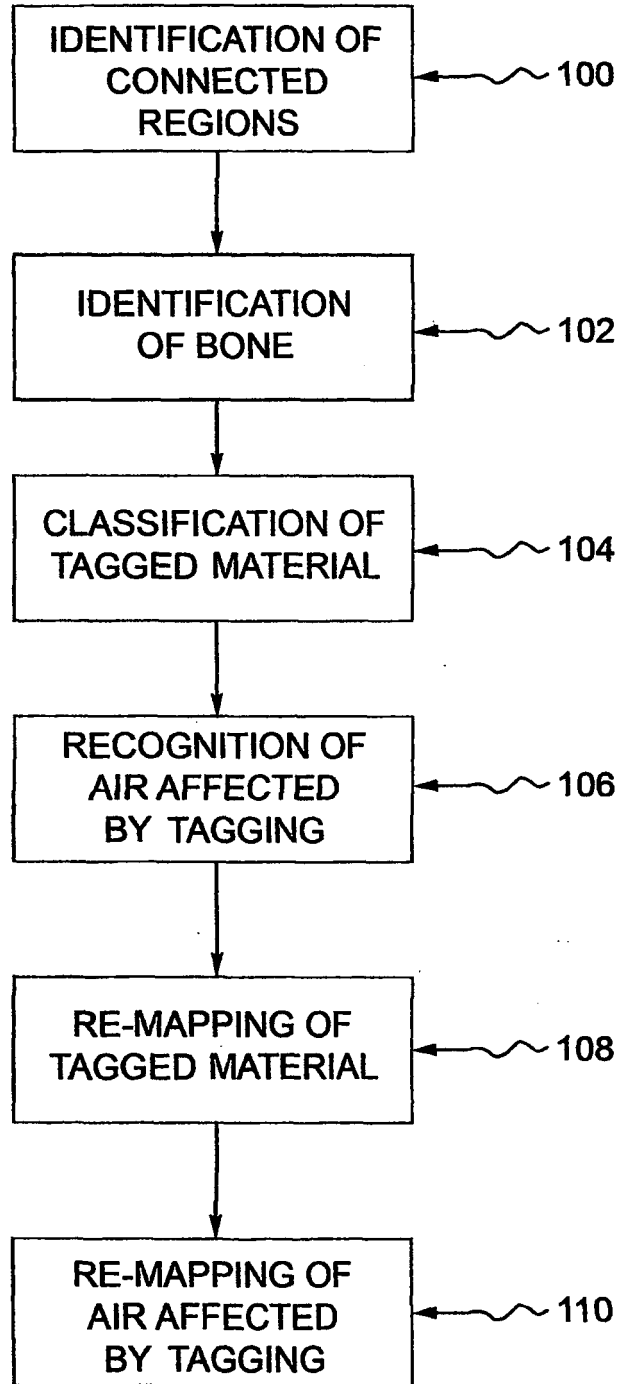 IDENTIFICATION OF
CONNECTED
REGIONS
100
IDENTIFICATION
OF BONE
102
CLASSIFICATION OF
TAGGED MATERIAL
104
RECOGNITION OF
AIR AFFECTED
BY TAGGING
106
RE-MAPPING OF
TAGGED MATERIAL
108
RE-MAPPING OF
AIR AFFECTED
BY TAGGING
110